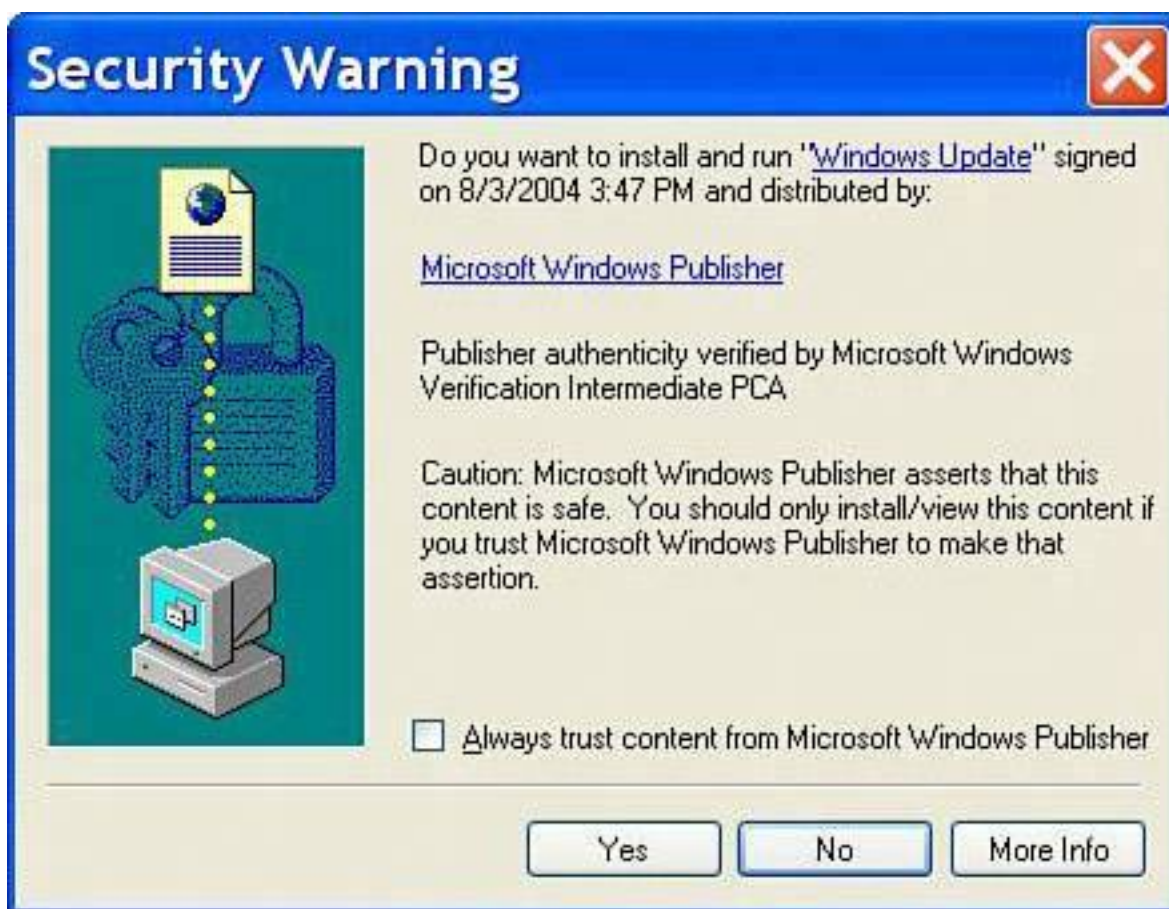 Security Warning
Do you want to install and run "Windows Update" signed
on 8/3/2004 3:47 PM and distributed by:
Microsoft Windows Publisher
Publisher authenticity verified by Microsoft Windows
Verification Intermediate PCA
Caution: Microsoft Windows Publisher asserts that this
content is safe. You should only install/view this content if
you trust Microsoft Windows Publisher to make that
assertion.
Always trust content from Microsoft Windows Publisher
Yes
No
More Info